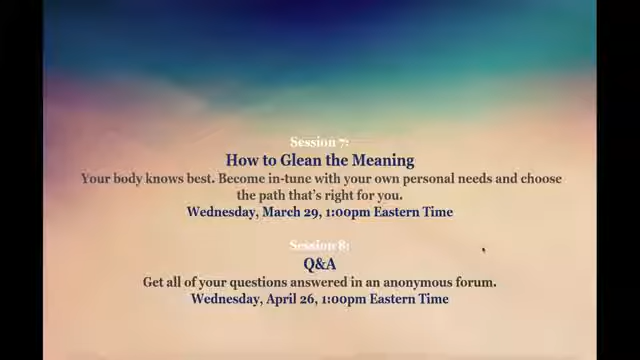 Session 7:
How to Glean the Meaning
Your body knows best. Become in-tune with your own personal needs and choose
the path that's right for you.
Wednesday, March 29, 1:00pm Eastern Time
Session 8:
Q&A
Get all of your questions answered in an anonymous forum.
Wednesday, April 26, 1:00pm Eastern Time